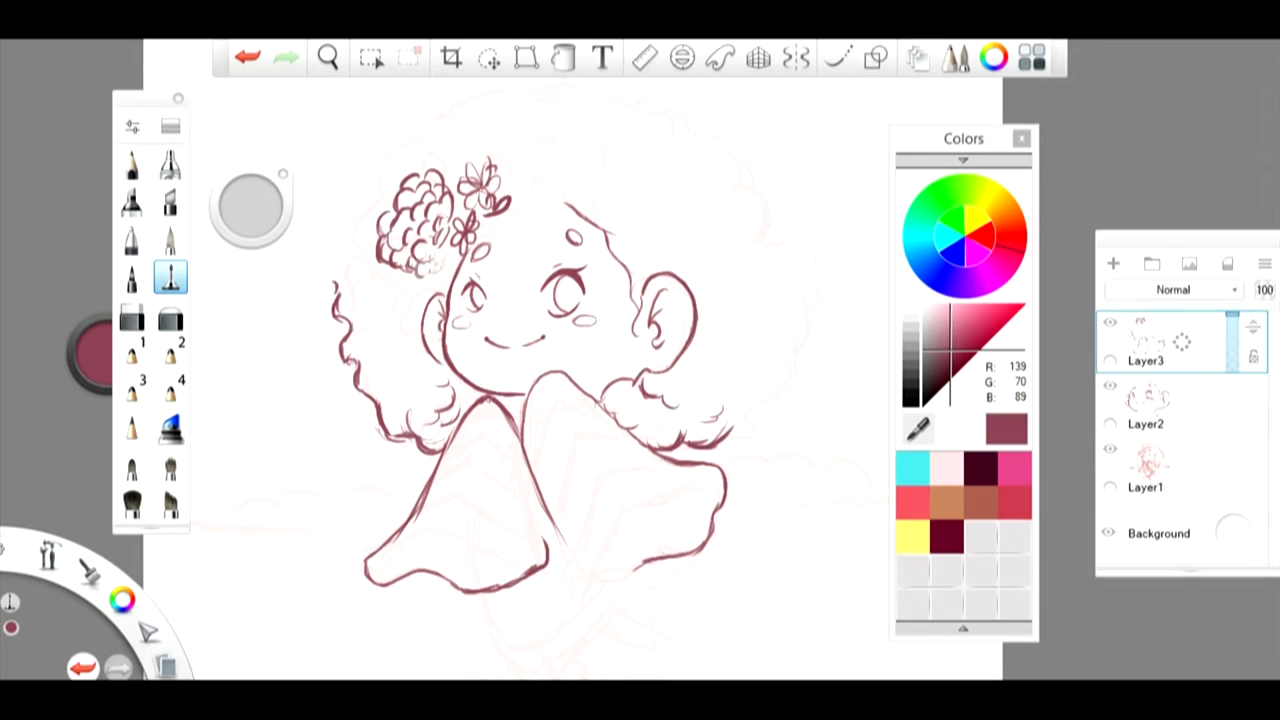 T
Colors
x
1
2
3
4
R: 139
G: 70
B: 89
Normal
100
Layer3
Layer2
Layer1
Background